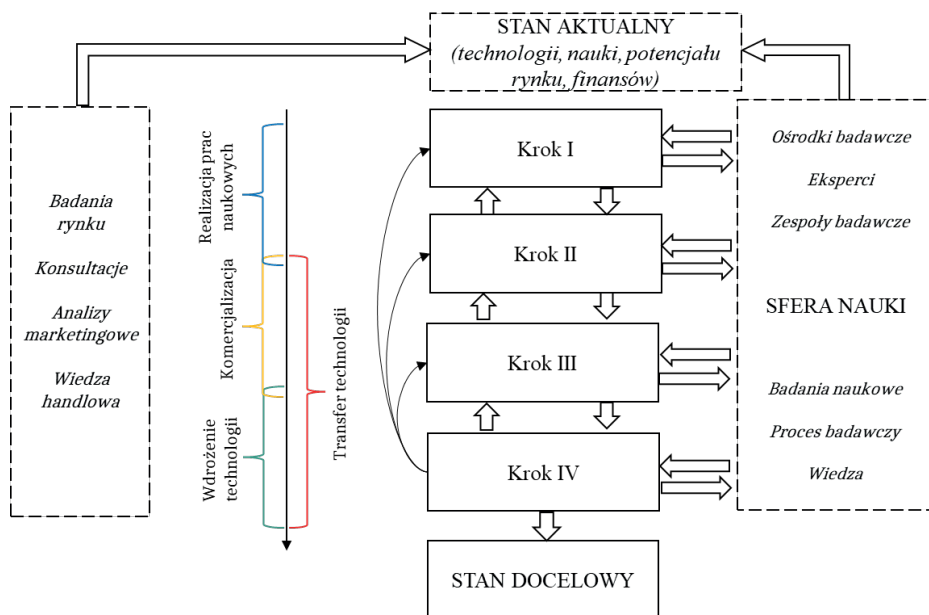 STAN AKTUALNY
(technologii, nauki, potencjału
rynku, finansów)
Badania
rynku
Konsultacje
Analizy
marketingowe
Wiedza
handlowa
Realizacja prac
naukowych
Komercjalizacja
Wdrożenie
technologii
Transfer technologii
Krok I
Krok II
Krok III
Krok IV
STAN DOCELOWY
Ośrodki badawcze
Eksperci
Zespoły badawcze
SFERA NAUKI
Badania naukowe
Proces badawczy
Wiedza